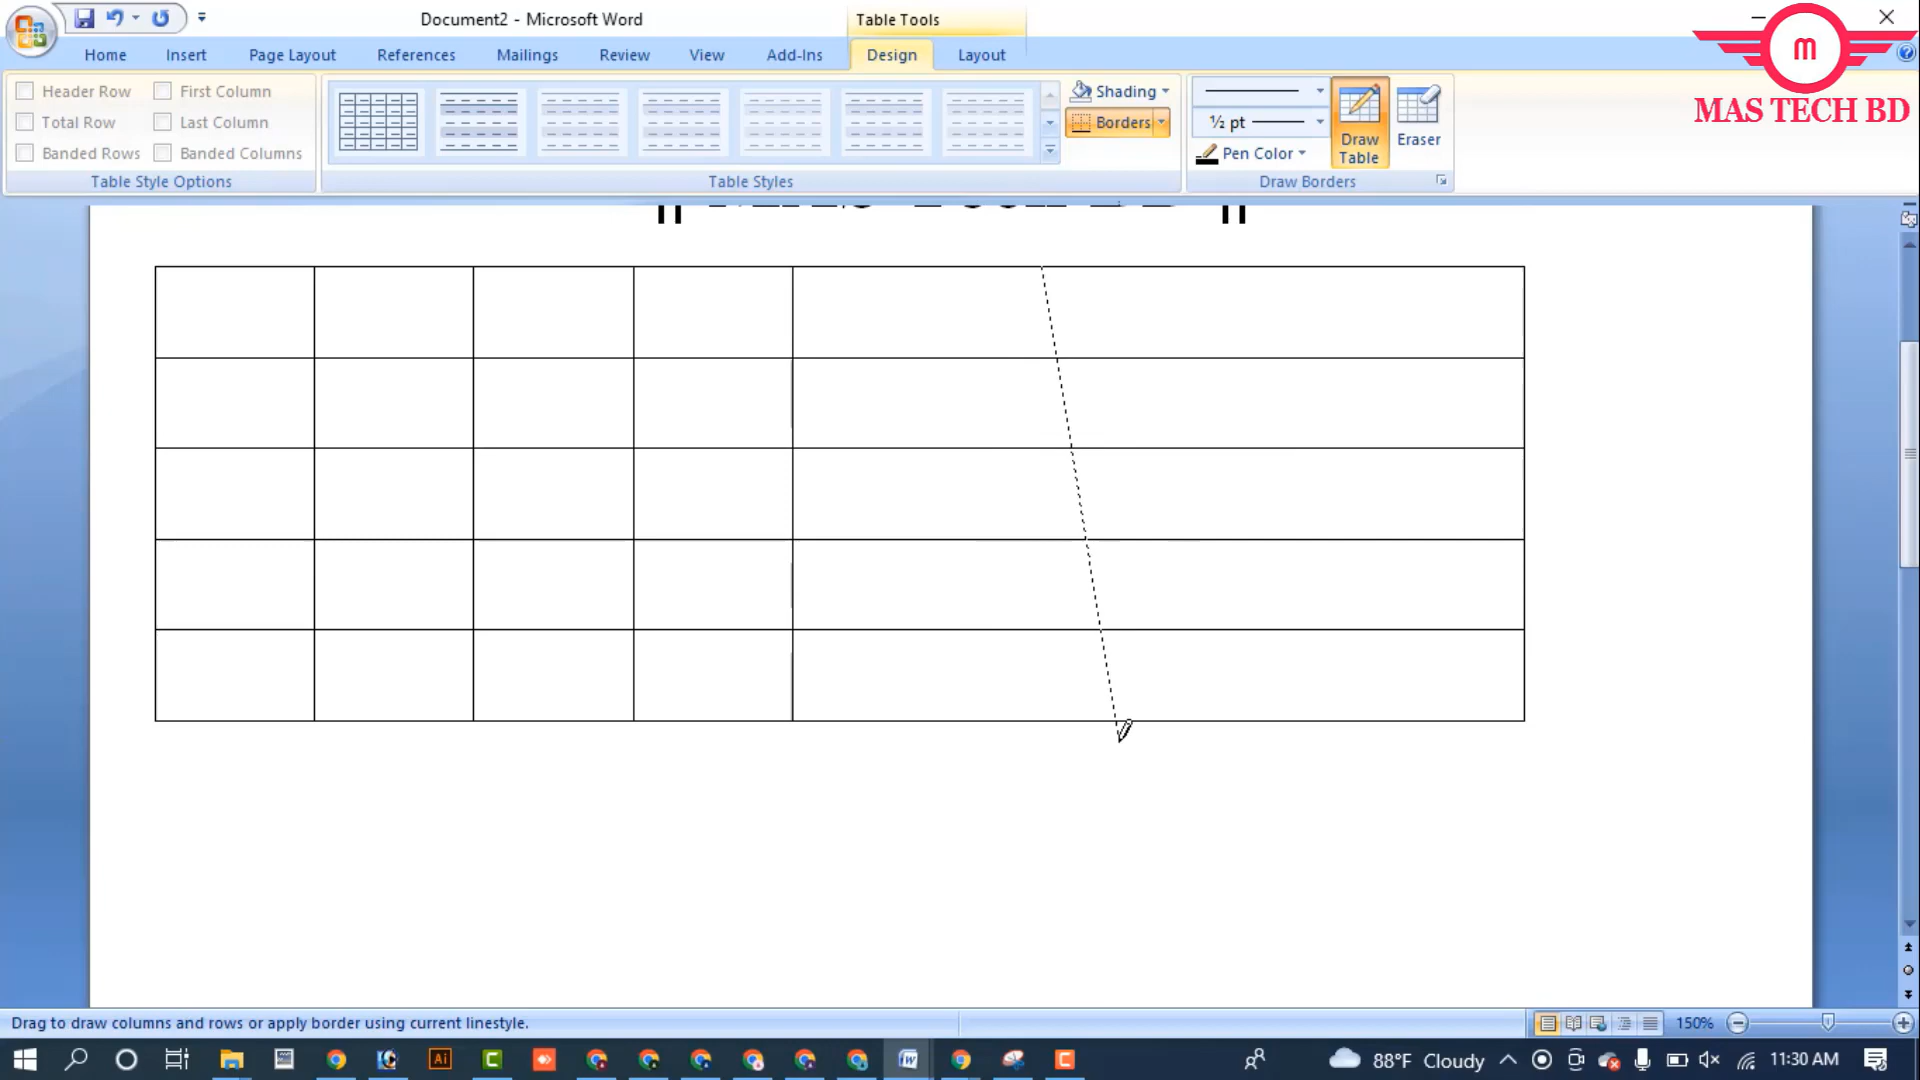 Document2 - Microsoft Word
Table Tools
Home
Insert
Page Layout
References
Mailings
Review
View
Add-Ins
Design
Layout
Header Row
First Column
Total Row
Last Column
Banded Rows
Banded Columns
Table Style Options
Table Styles
Shading
Borders
½ pt
Pen Color
Draw
Table
Eraser
Draw Borders
m
MAS TECH BD
Drag to draw columns and rows or apply border using current linestyle.
150%
Ai
88°F Cloudy
11:30 AM